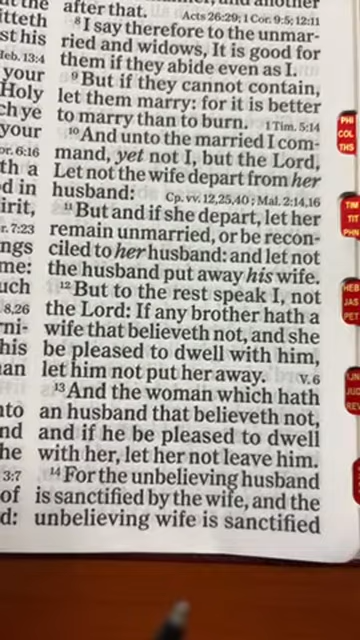 after that. Acts 26:29; 1 Cor. 9:5; 12:11
8 I say therefore to the unmar-
ried and widows, It is good for
them if they abide even as I.
9 But if they cannot contain,
let them marry: for it is better
to marry than to burn. 1 Tim. 5:14
10 And unto the married I com-
mand, yet not I, but the Lord,
Let not the wife depart from her
husband: Cp. vv. 12,25,40; Mal. 2:14,16
11 But and if she depart, let her
remain unmarried, or be recon-
ciled to her husband: and let not
the husband put away his wife.
12 But to the rest speak I, not
the Lord: If any brother hath a
wife that believeth not, and she
be pleased to dwell with him,
let him not put her away. v. 6
13 And the woman which hath
an husband that believeth not,
and if he be pleased to dwell
with her, let her not leave him.
14 For the unbelieving husband
is sanctified by the wife, and the
unbelieving wife is sanctified
PHI
COL
THS
TIM
TIT
PHN
HEB
JAS
PET